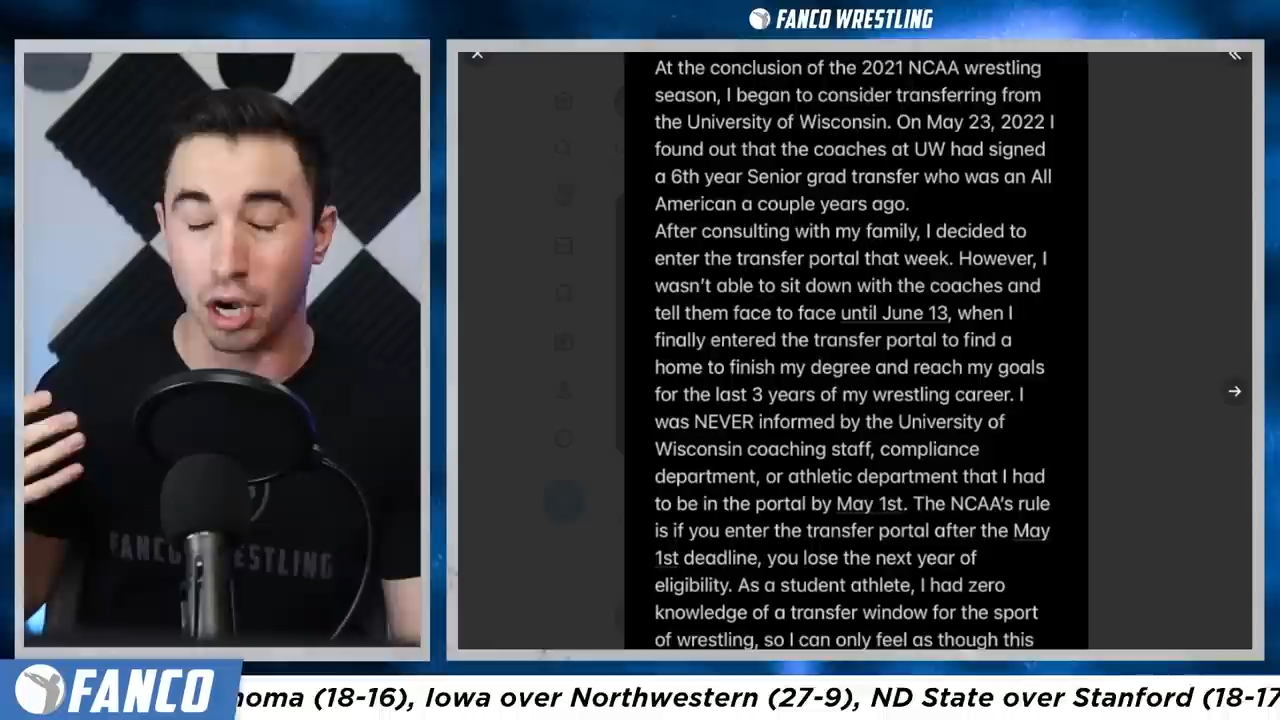 FANCO WRESTLING
At the conclusion of the 2021 NCAA wrestling
season, I began to consider transferring from
the University of Wisconsin. On May 23, 2022 I
found out that the coaches at UW had signed
a 6th year Senior grad transfer who was an All
American a couple years ago.
After consulting with my family, I decided to
enter the transfer portal that week. However, I
wasn't able to sit down with the coaches and
tell them face to face until June 13, when I
finally entered the transfer portal to find a
home to finish my degree and reach my goals
for the last 3 years of my wrestling career. I
was NEVER informed by the University of
Wisconsin coaching staff, compliance
department, or athletic department that I had
to be in the portal by May 1st. The NCAA's rule
is if you enter the transfer portal after the May
1st deadline, you lose the next year of
eligibility. As a student athlete, I had zero
knowledge of a transfer window for the sport
of wrestling, so I can only feel as though this
FANCO
homa (18-16), Iowa over Northwestern (27-9), ND State over Stanford (18-17